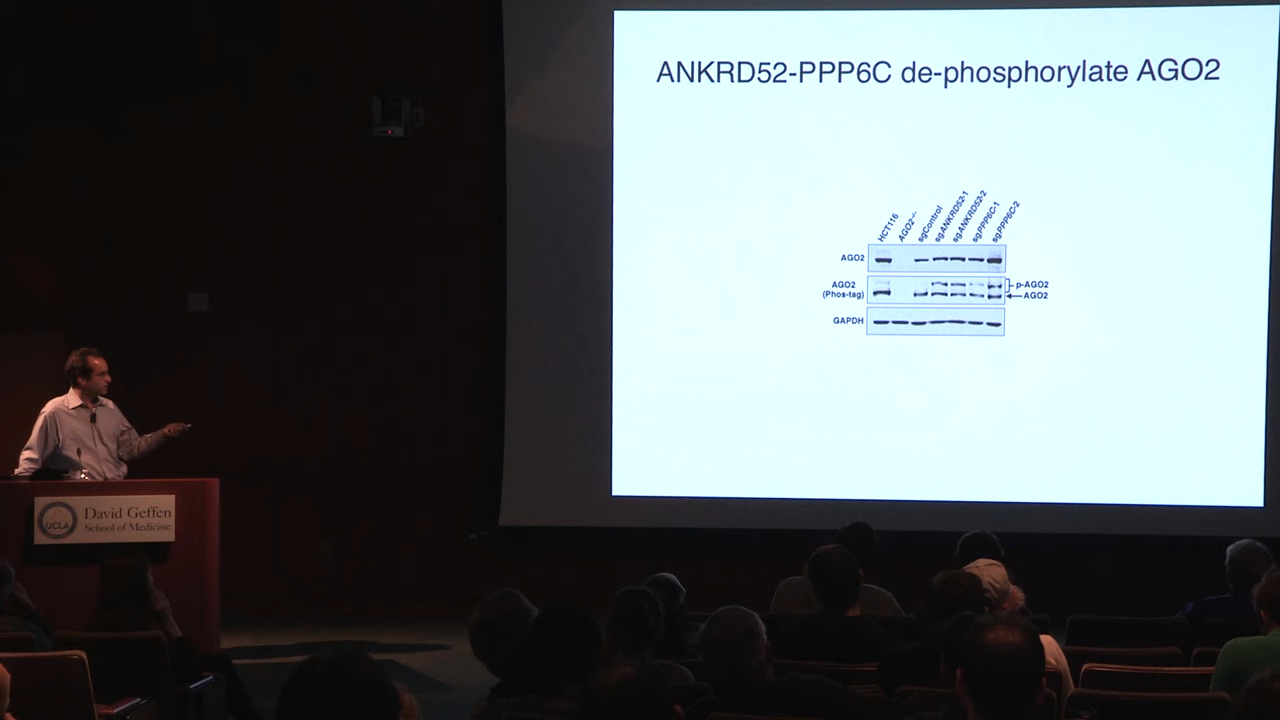 ANKRD52-PPP6C de-phosphorylate AGO2
HCT116
AGO2-/-
sgControl
sgANKRD52-1
sgANKRD52-2
sgPPP6C-1
sgPPP6C-2
AGO2
AGO2
(Phos-tag)
p-AGO2
AGO2
GAPDH
UCLA
David Geffen
School of Medicine